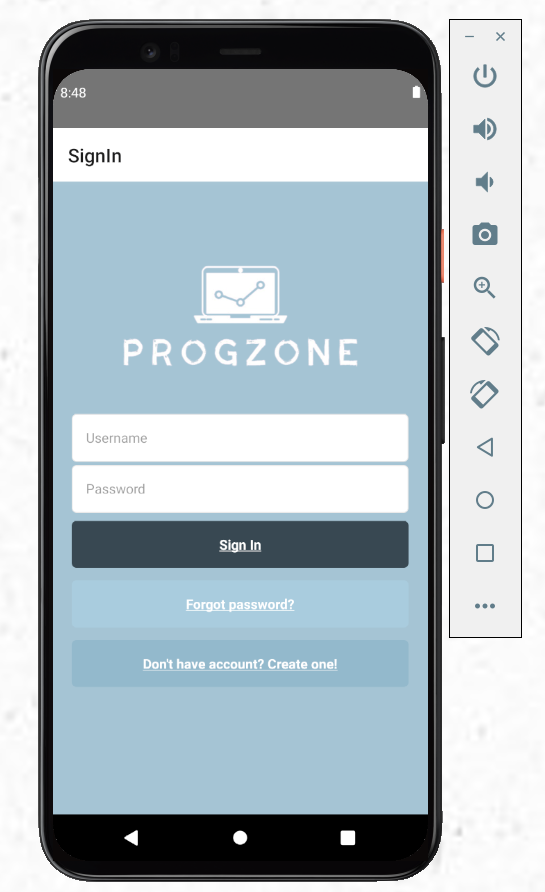 8:48
SignIn
PROGZONE
Username
Password
Sign In
Forgot password?
Don't have account? Create one!